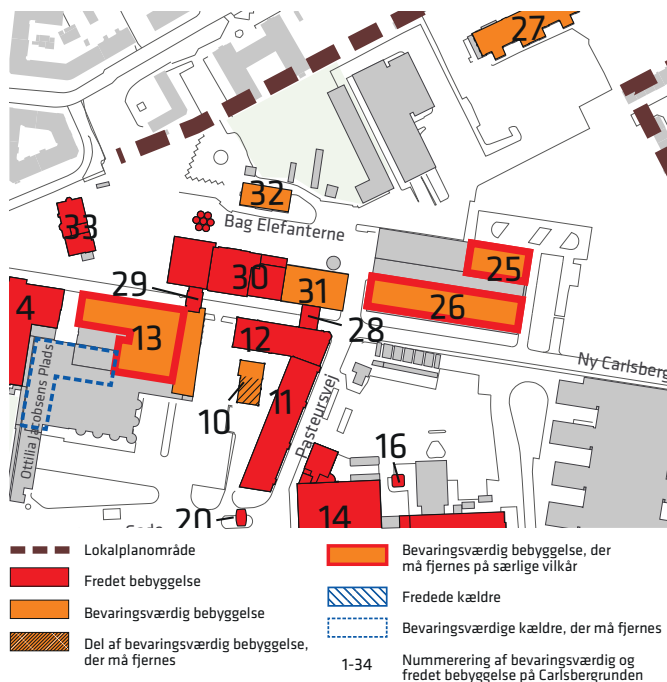 27
32
33
Bag Elefanterne
25
30
29
31
26
4
13
12
28
Ny Carlsberg
10
11
Pasteursvej
Ottilia Jacobsens Plads
16
20
14
Lokalplanområde
Fredet bebyggelse
Bevaringsværdig bebyggelse
Del af bevaringsværdig bebyggelse,
der må fjernes
Bevaringsværdig bebyggelse, der
må fjernes på særlige vilkår
Fredede kældre
Bevaringsværdige kældre, der må fjernes
1-34
Nummerering af bevaringsværdig og
fredet bebyggelse på Carlsbergrunden